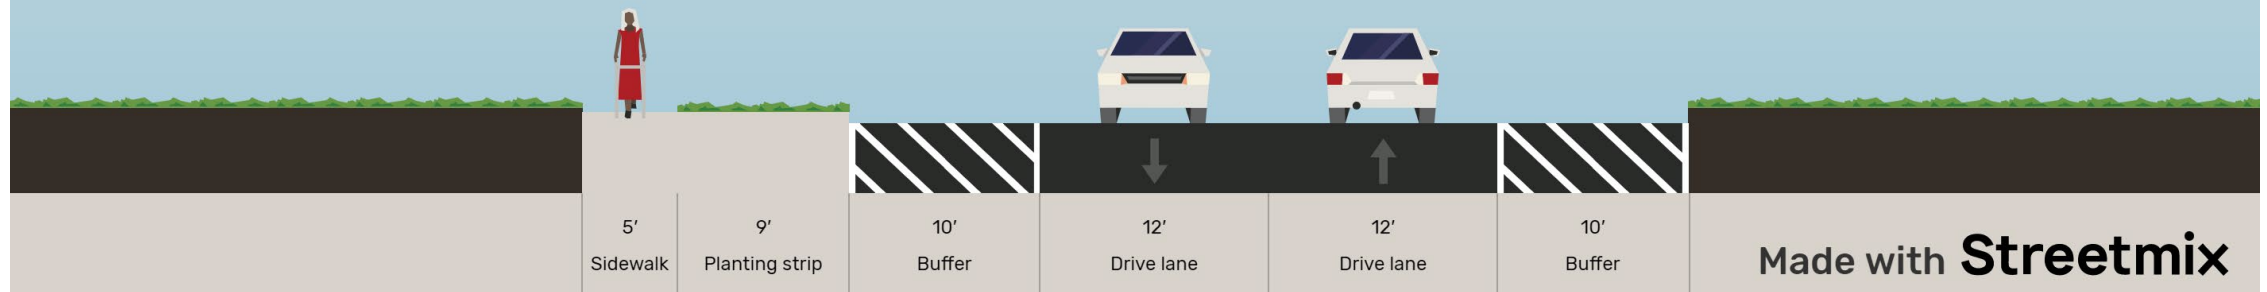 5′
Sidewalk
9′
Planting strip
10′
Buffer
12′
Drive lane
12′
Drive lane
10′
Buffer
Made with Streetmix